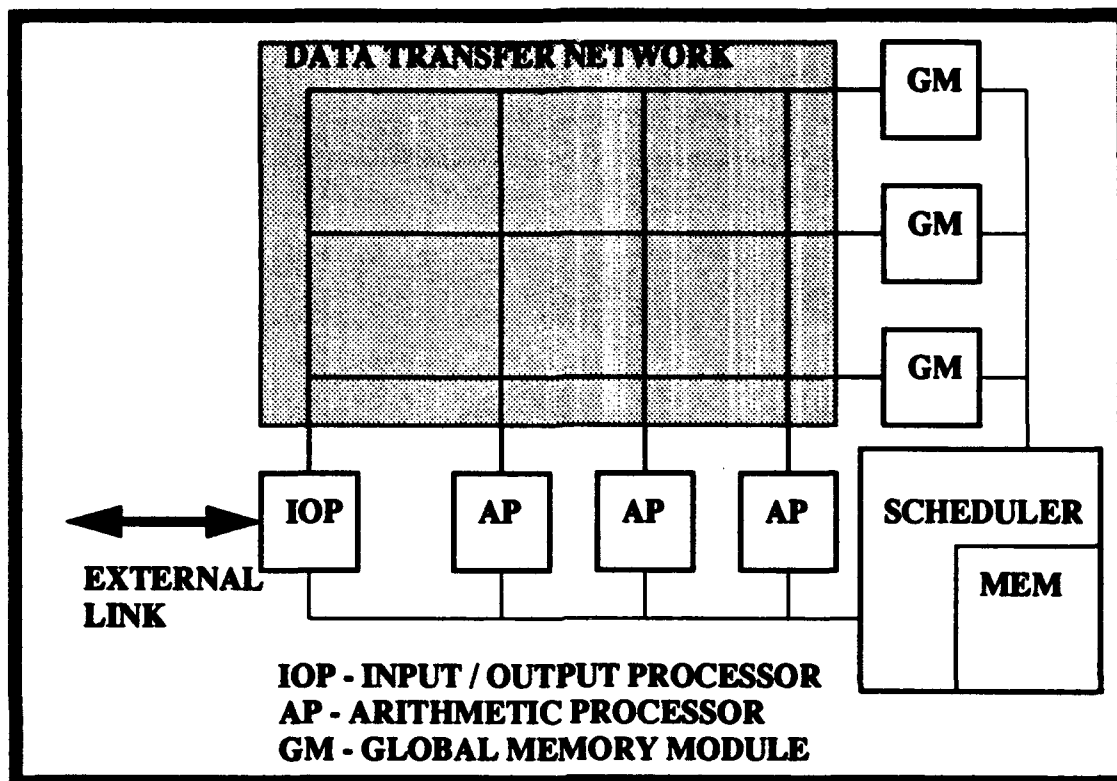 DATA TRANSFER NETWORK
GM
GM
GM
IOP
AP
AP
AP
SCHEDULER
MEM
EXTERNAL
LINK
IOP - INPUT / OUTPUT PROCESSOR
AP - ARITHMETIC PROCESSOR
GM - GLOBAL MEMORY MODULE